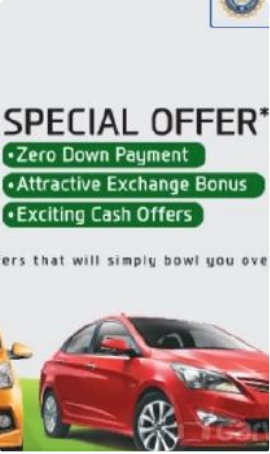 SPECIAL OFFER*
•Zero Down Payment
•Attractive Exchange Bonus
•Exciting Cash Offers
ers that will simply bowl you ove